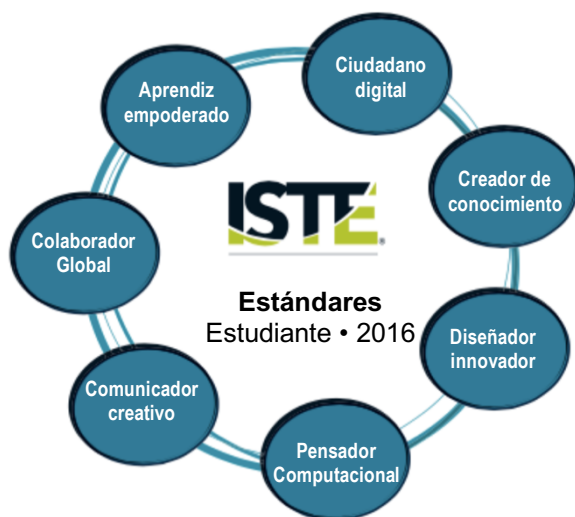 Ciudadano
digital
Aprendiz
empoderado
Creador de
conocimiento
Colaborador
Global
ISTE®
Estándares
Estudiante • 2016
Diseñador
innovador
Comunicador
creativo
Pensador
Computacional